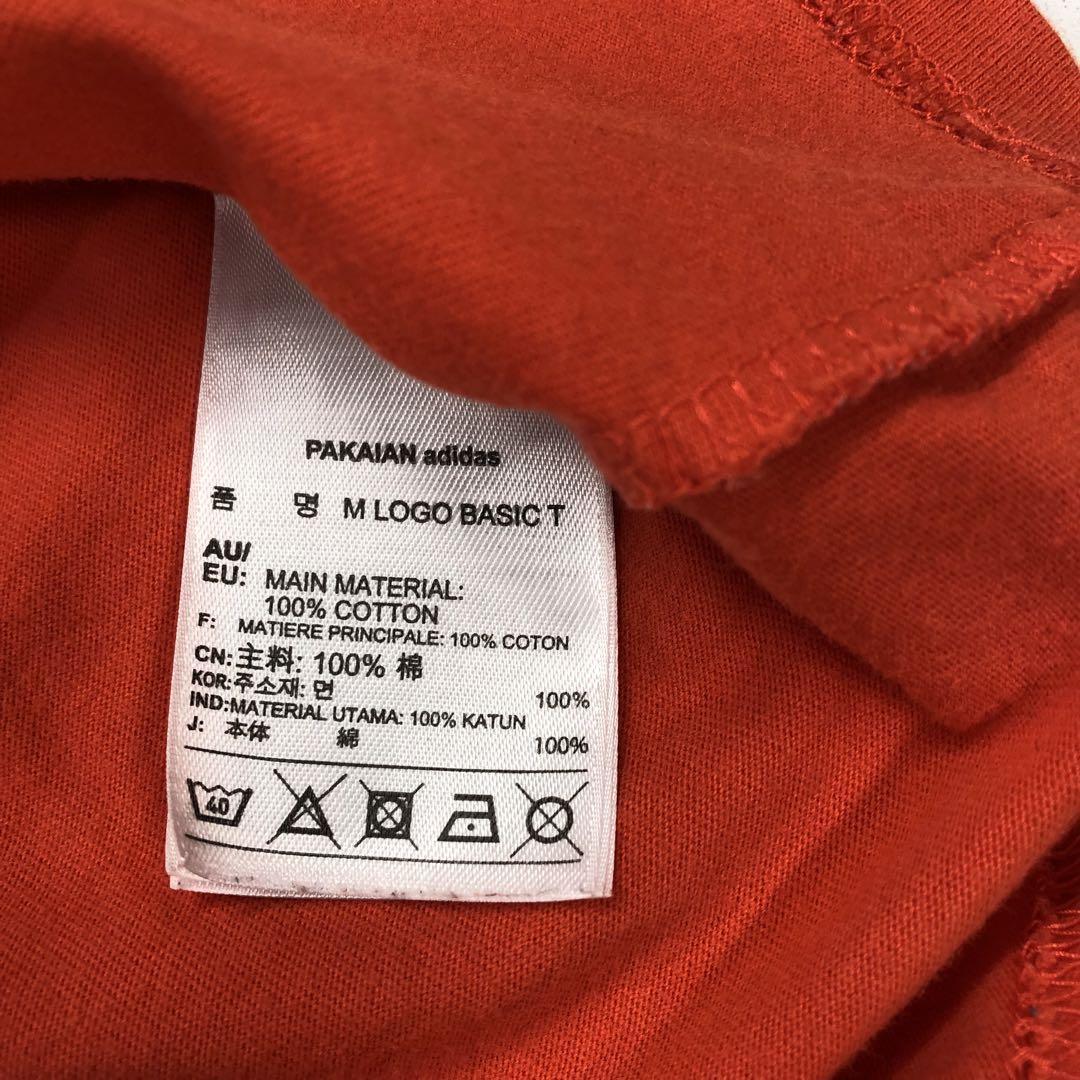 PAKAIAN adidas
품 명 M LOGO BASIC T
AU/
EU: MAIN MATERIAL:
100% COTTON
F: MATIERE PRINCIPALE: 100% COTON
CN: 主料: 100% 棉
KOR: 주소재: 면 100%
IND: MATERIAL UTAMA: 100% KATUN
J: 本体 綿 100%
40